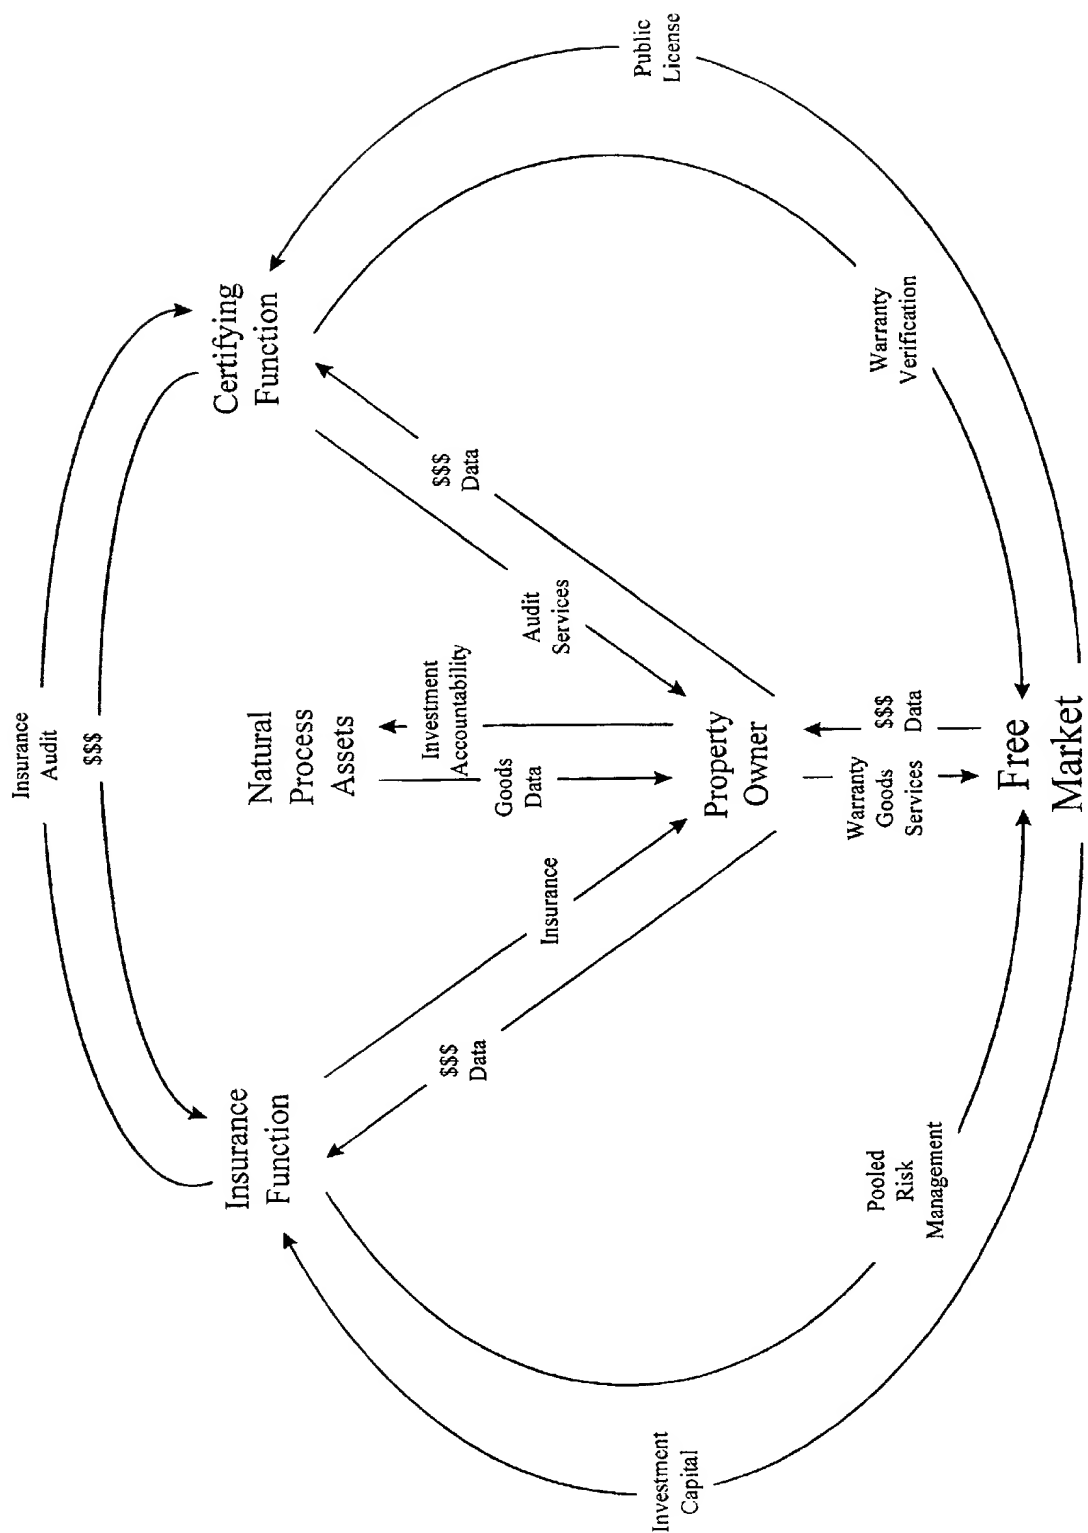 Insurance
Audit
$$$
Insurance
Function
Certifying
Function
Natural
Process
Assets
$$$
Data
Goods
Data
Investment
Accountability
$$$
Data
Insurance
Audit
Services
Investment
Capital
Public
License
Property
Owner
Pooled
Risk
Management
Warranty
Goods
Services
$$$
Data
Warranty
Verification
Free
Market